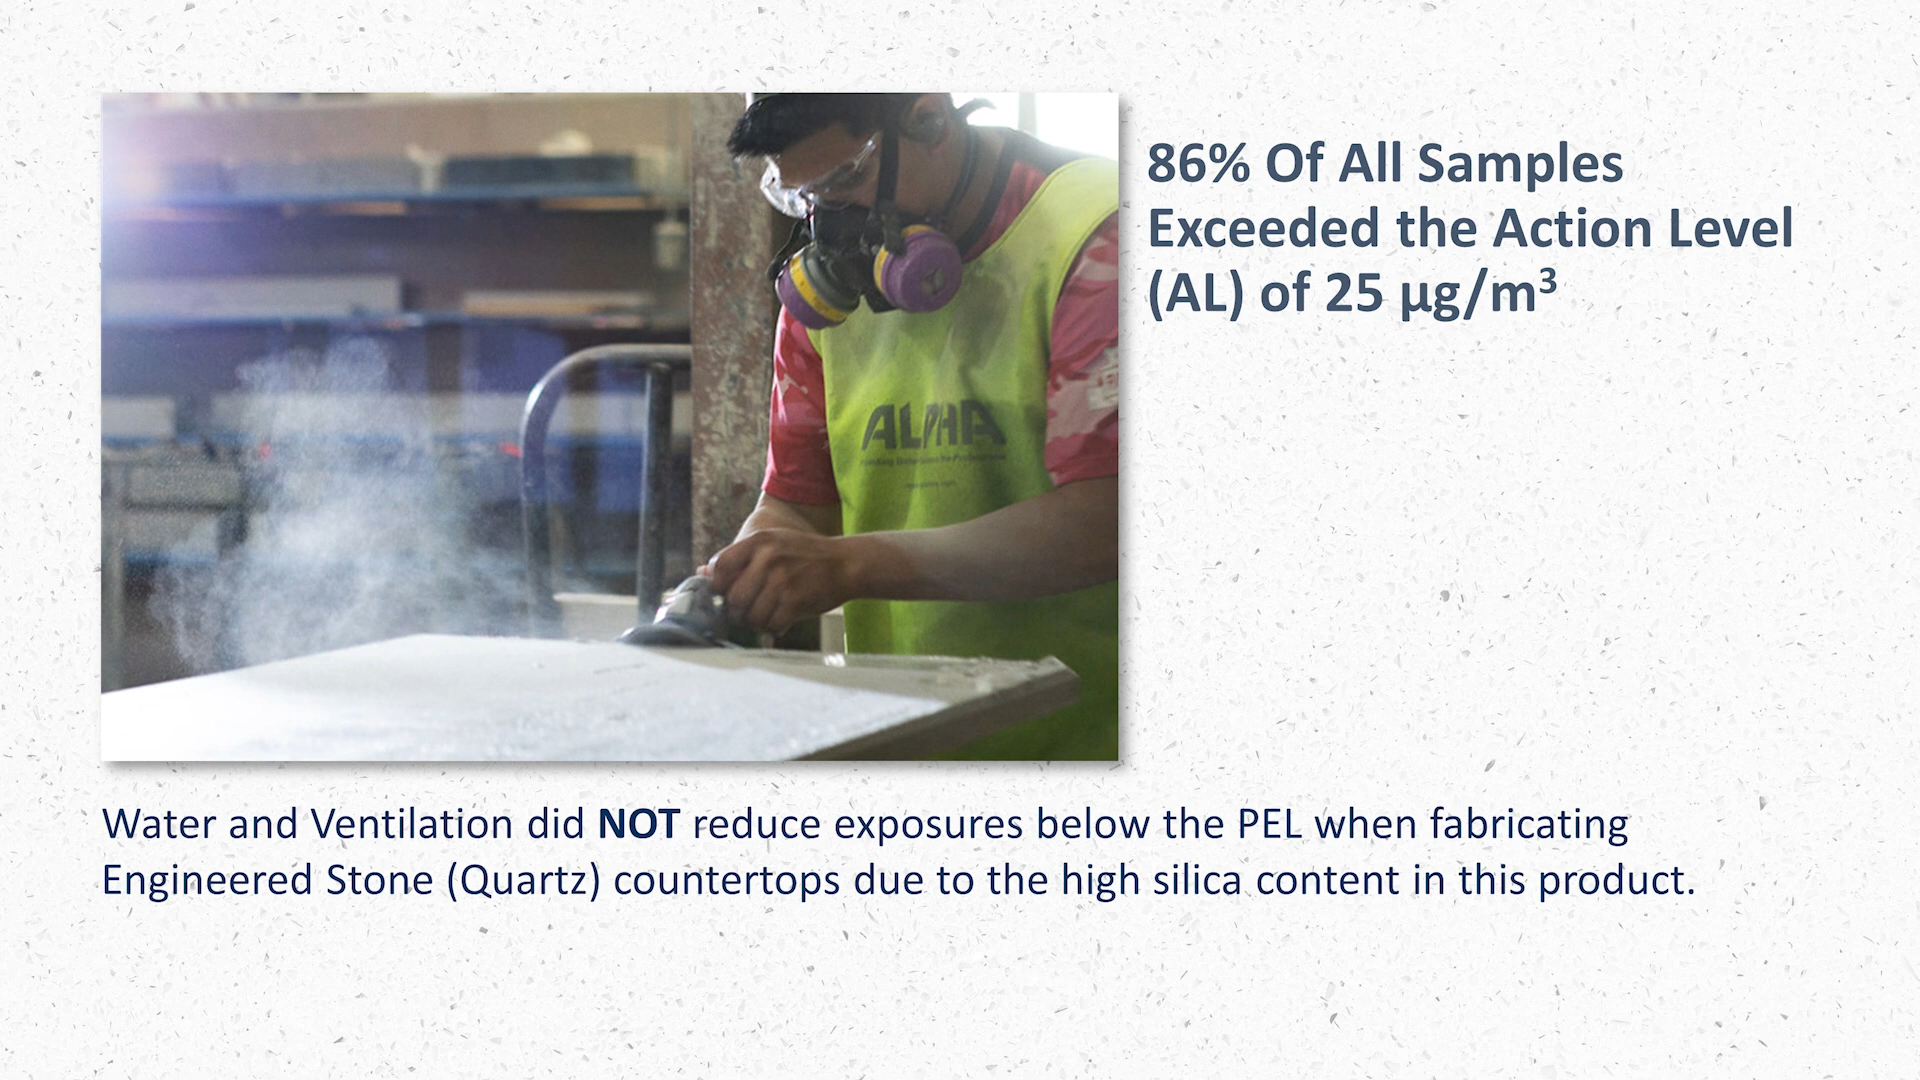 86% Of All Samples
Exceeded the Action Level
(AL) of 25 µg/m³
ALPHA
Water and Ventilation did NOT reduce exposures below the PEL when fabricating
Engineered Stone (Quartz) countertops due to the high silica content in this product.